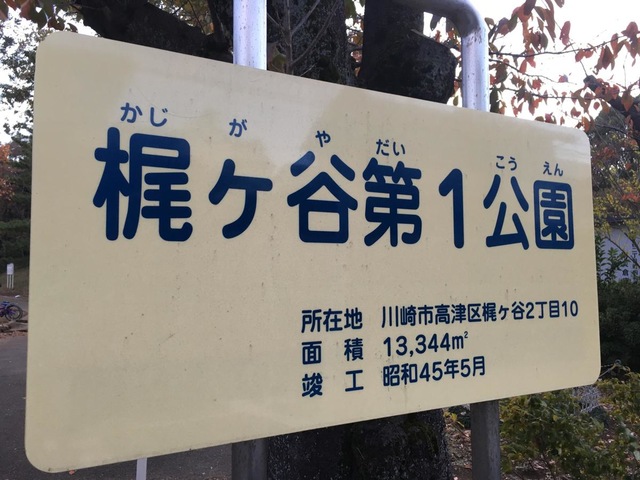 かじ が や だい こう えん
梶ヶ谷第1公園
所在地 川崎市高津区梶ヶ谷2丁目10
面積 13,344㎡
竣工 昭和45年5月